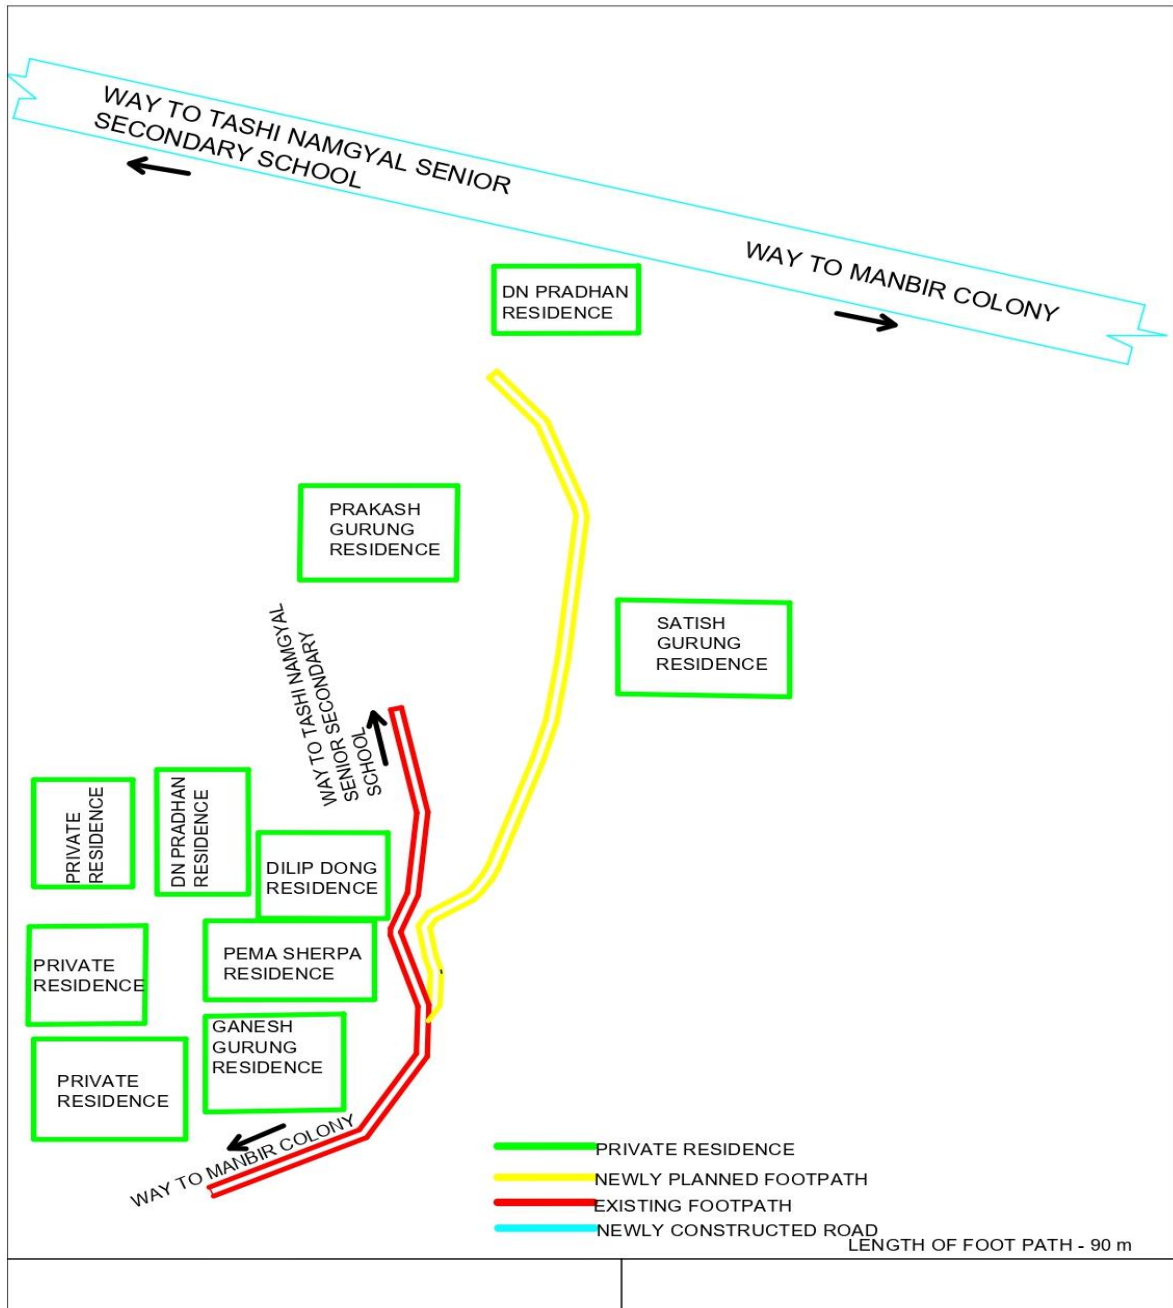 WAY TO TASHI NAMGYAL SENIOR
SECONDARY SCHOOL
WAY TO MANBIR COLONY
DN PRADHAN
RESIDENCE
PRAKASH
GURUNG
RESIDENCE
SATISH
GURUNG
RESIDENCE
WAY TO TASHI NAMGYAL
SENIOR SECONDARY
SCHOOL
PRIVATE
RESIDENCE
DN PRADHAN
RESIDENCE
DILIP DONG
RESIDENCE
PRIVATE
RESIDENCE
PEMA SHERPA
RESIDENCE
GANESH
GURUNG
RESIDENCE
PRIVATE
RESIDENCE
WAY TO MANBIR COLONY
PRIVATE RESIDENCE
NEWLY PLANNED FOOTPATH
EXISTING FOOTPATH
NEWLY CONSTRUCTED ROAD
LENGTH OF FOOT PATH - 90 m